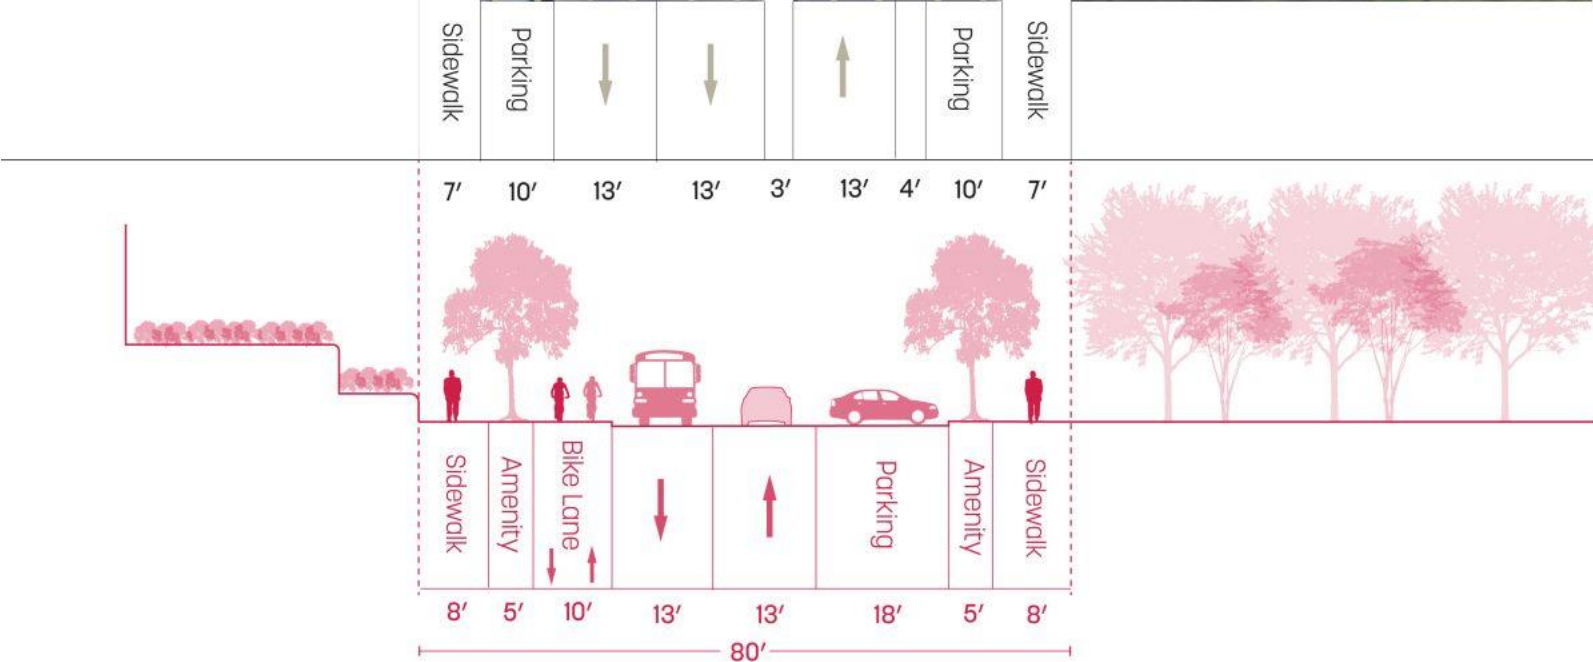 Sidewalk
Parking
Parking
Sidewalk
7′ 10′ 13′ 13′ 3′ 13′ 4′ 10′ 7′
Sidewalk
Amenity
Bike Lane
Parking
Amenity
Sidewalk
8′ 5′ 10′ 13′ 13′ 18′ 5′ 8′
80′